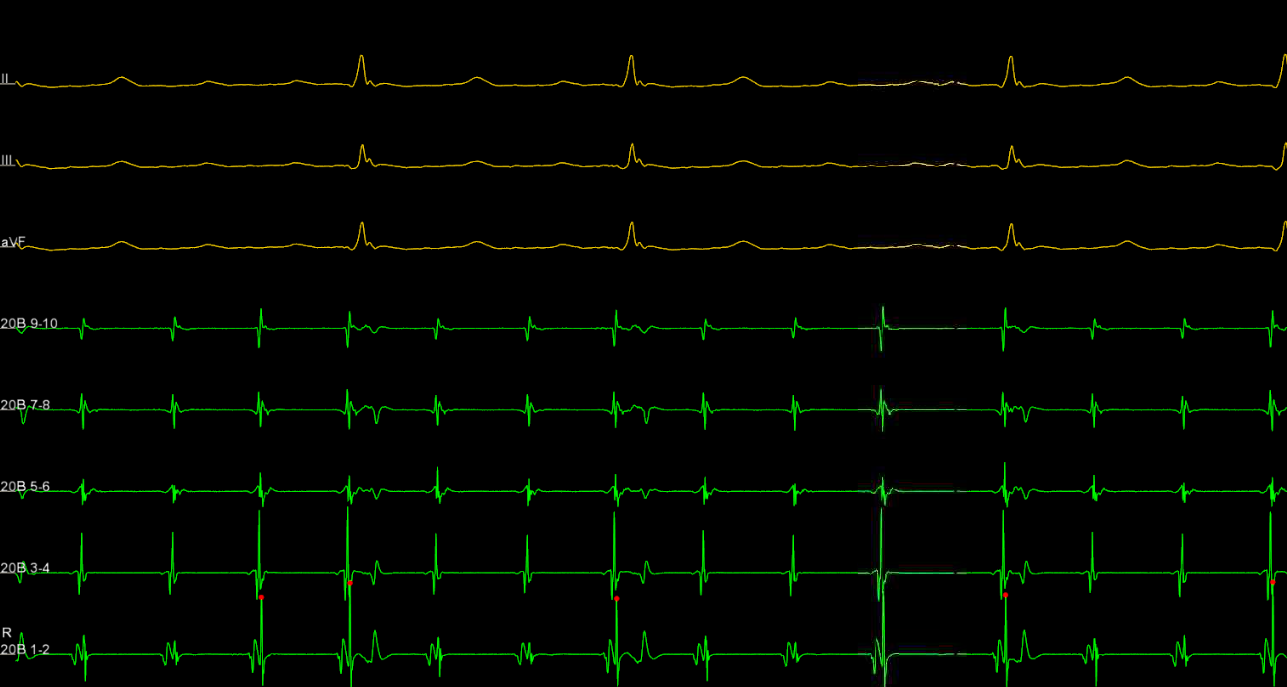 II
III
aVF
20B 9-10
20B 7-8
20B 5-6
20B 3-4
R
20B 1-2